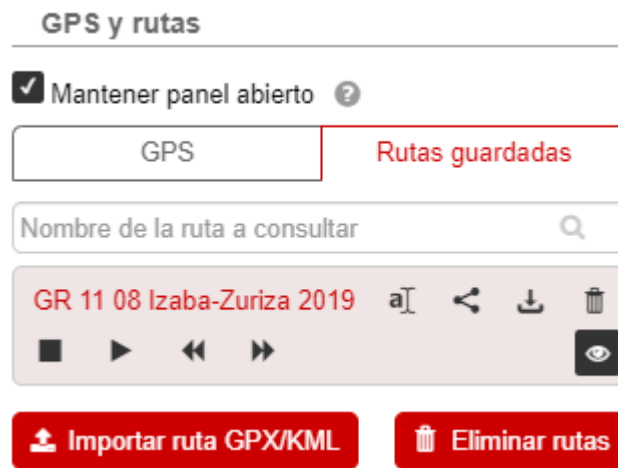 GPS y rutas
Mantener panel abierto
GPS
Rutas guardadas
Nombre de la ruta a consultar
GR 11 08 Izaba-Zuriza 2019
Importar ruta GPX/KML
Eliminar rutas